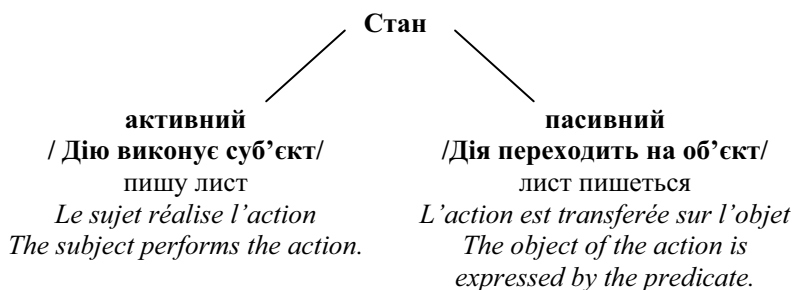 Стан
активний
/ Дію виконує суб’єкт/
пишу лист
Le sujet réalise l’action
The subject performs the action.
пасивний
/Дія переходить на об’єкт/
лист пишеться
L’action est transferée sur l’objet
The object of the action is
expressed by the predicate.